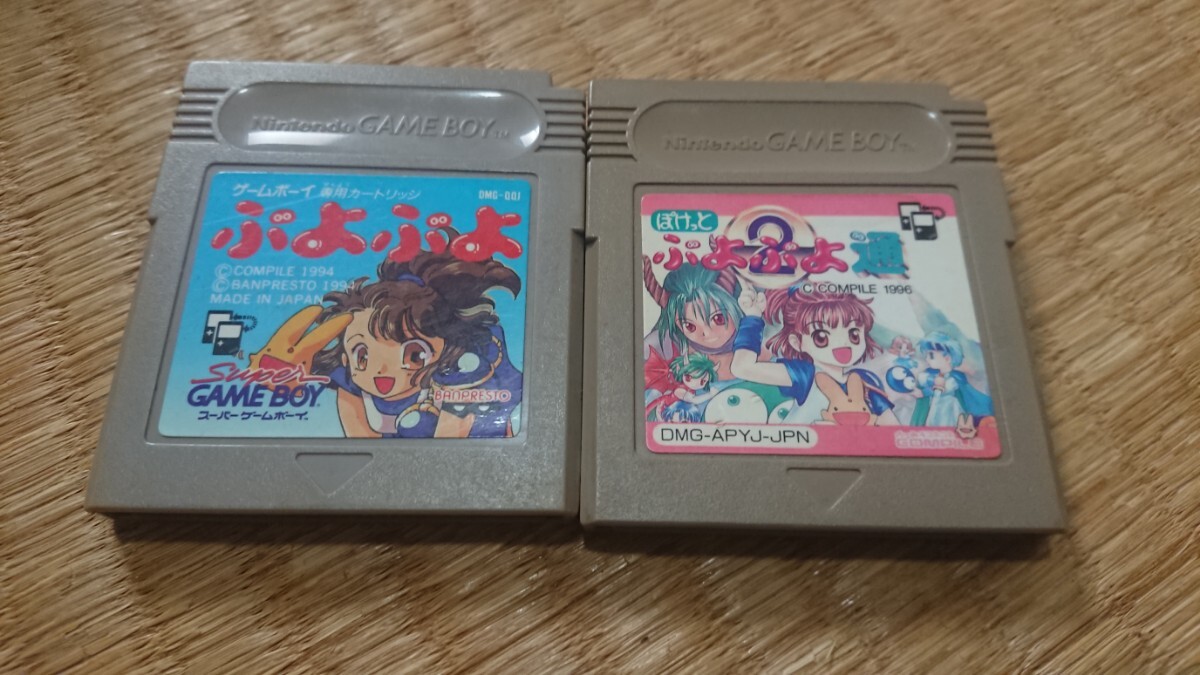 Nintendo GAME BOY™
ゲームボーイ専用カートリッジ
DMG-001
ぷよぷよ
©COMPILE 1994
©BANPRESTO 1994
MADE IN JAPAN
Super
GAME BOY
スーパーゲームボーイ
BANPRESTO
Nintendo GAME BOY
ぽけっと
ぷよぷよ通
2
C COMPILE 1996
DMG-APYJ-JPN